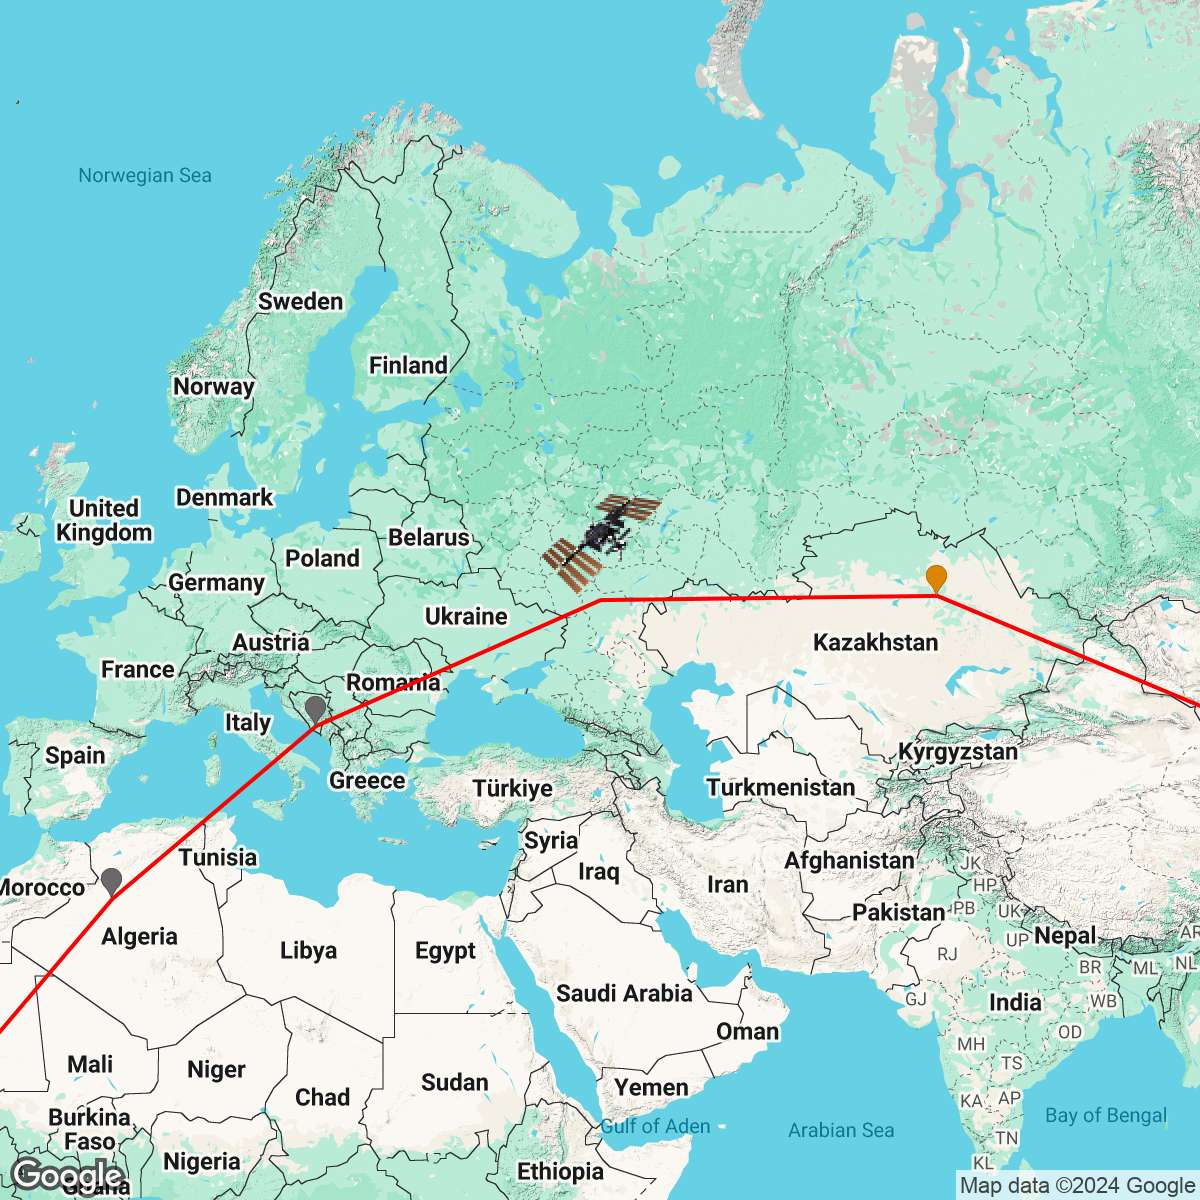 Norwegian Sea
Sweden
Finland
Norway
Denmark
United
Kingdom
Belarus
Poland
Germany
Ukraine
Austria
Kazakhstan
France
Romania
Italy
Spain
Kyrgyzstan
Greece
Türkiye
Turkmenistan
Syria
Tunisia
Afghanistan
JK
Iraq
Iran
HP
Morocco
Pakistan
PB
UK
Algeria
Nepal
AR
UP
Libya
Egypt
RJ
BR
ML
NL
Saudi Arabia
GJ
India
WB
Oman
OD
MH
Mali
Niger
TS
Chad
Sudan
Yemen
KA
AP
Burkina
Faso
Gulf of Aden
Arabian Sea
Bay of Bengal
TN
Nigeria
KL
Ethiopia
Google
Ghana
Map data ©2024 Google